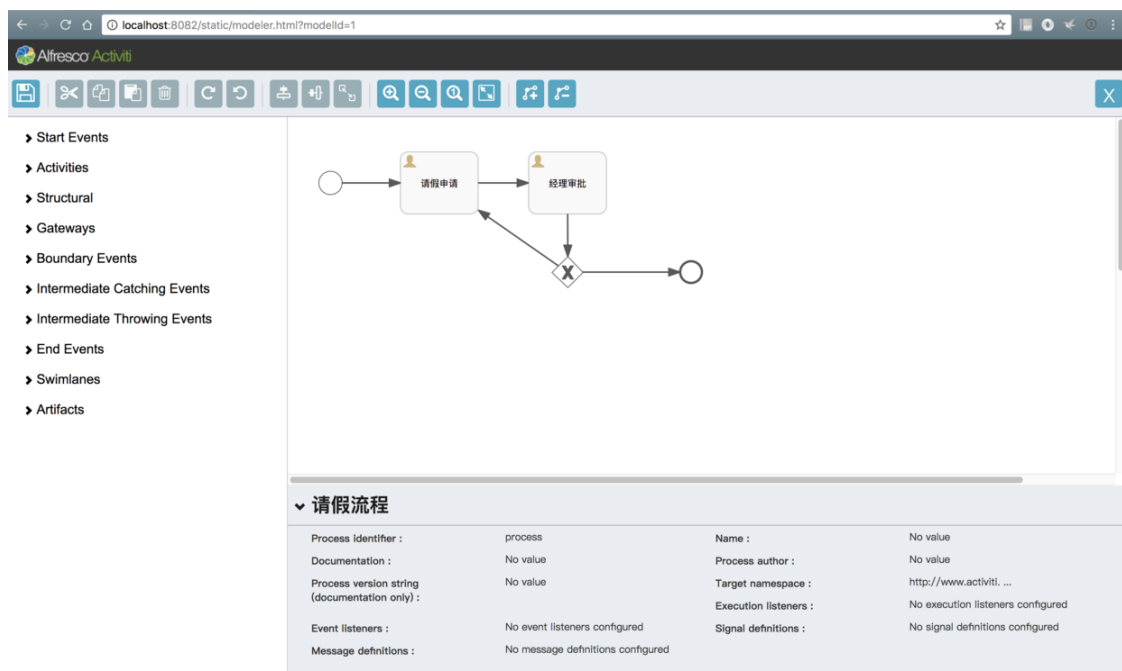 localhost:8082/static/modeler.html?modelId=1
Alfresco Activiti
X
Start Events
Activities
Structural
Gateways
Boundary Events
Intermediate Catching Events
Intermediate Throwing Events
End Events
Swimlanes
Artifacts
请假申请
经理审批
X
请假流程
Process identifier : process Name : No value
Documentation : No value Process author : No value
Process version string (documentation only) : No value Target namespace : http://www.activiti. ...
Execution listeners : No execution listeners configured
Event listeners : No event listeners configured Signal definitions : No signal definitions configured
Message definitions : No message definitions configured